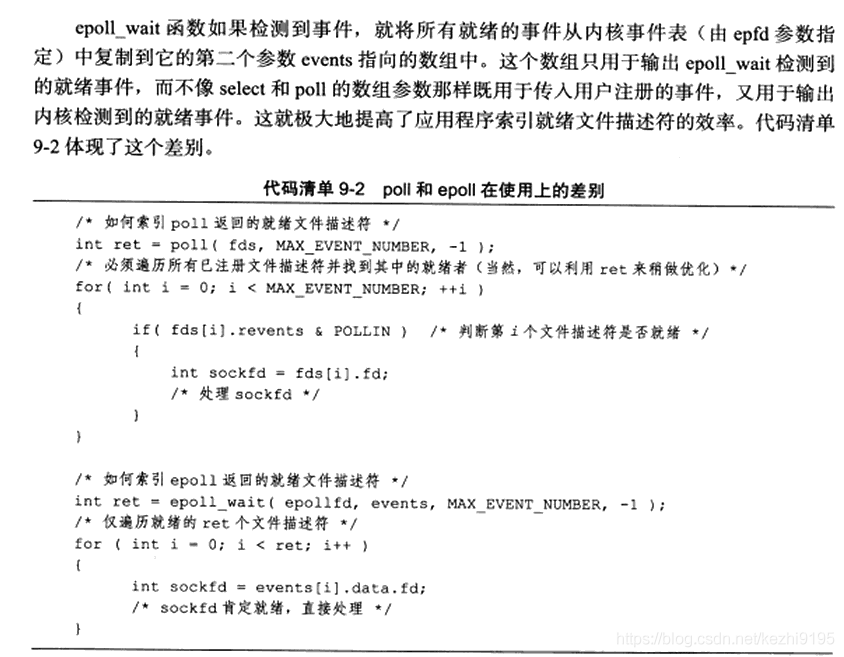 epoll_wait 函数如果检测到事件，就将所有就绪的事件从内核事件表（由 epfd 参数指
定）中复制到它的第二个参数 events 指向的数组中。这个数组只用于输出 epoll_wait 检测到
的就绪事件，而不像 select 和 poll 的数组参数那样既用于传入用户注册的事件，又用于输出
内核检测到的就绪事件。这就极大地提高了应用程序索引就绪文件描述符的效率。代码清单
9-2 体现了这个差别。
代码清单 9-2 poll 和 epoll 在使用上的差别
/* 如何索引 poll 返回的就绪文件描述符 */
int ret = poll( fds, MAX_EVENT_NUMBER, -1 );
/* 必须遍历所有已注册文件描述符并找到其中的就绪者（当然，可以利用 ret 来稍做优化）*/
for( int i = 0; i < MAX_EVENT_NUMBER; ++i )
{
if( fds[i].revents & POLLIN ) /* 判断第 i 个文件描述符是否就绪 */
{
int sockfd = fds[i].fd;
/* 处理 sockfd */
}
}
/* 如何索引 epoll 返回的就绪文件描述符 */
int ret = epoll_wait( epollfd, events, MAX_EVENT_NUMBER, -1 );
/* 仅遍历就绪的 ret 个文件描述符 */
for ( int i = 0; i < ret; i++ )
{
int sockfd = events[i].data.fd;
/* sockfd 肯定就绪，直接处理 */
}
https://blog.csdn.net/kezhi9195